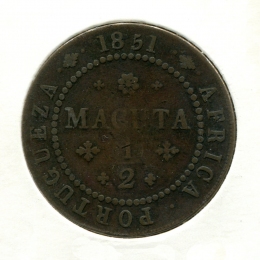 1851
AFRICA · PORTUGUEZA
MACUTA
1/2